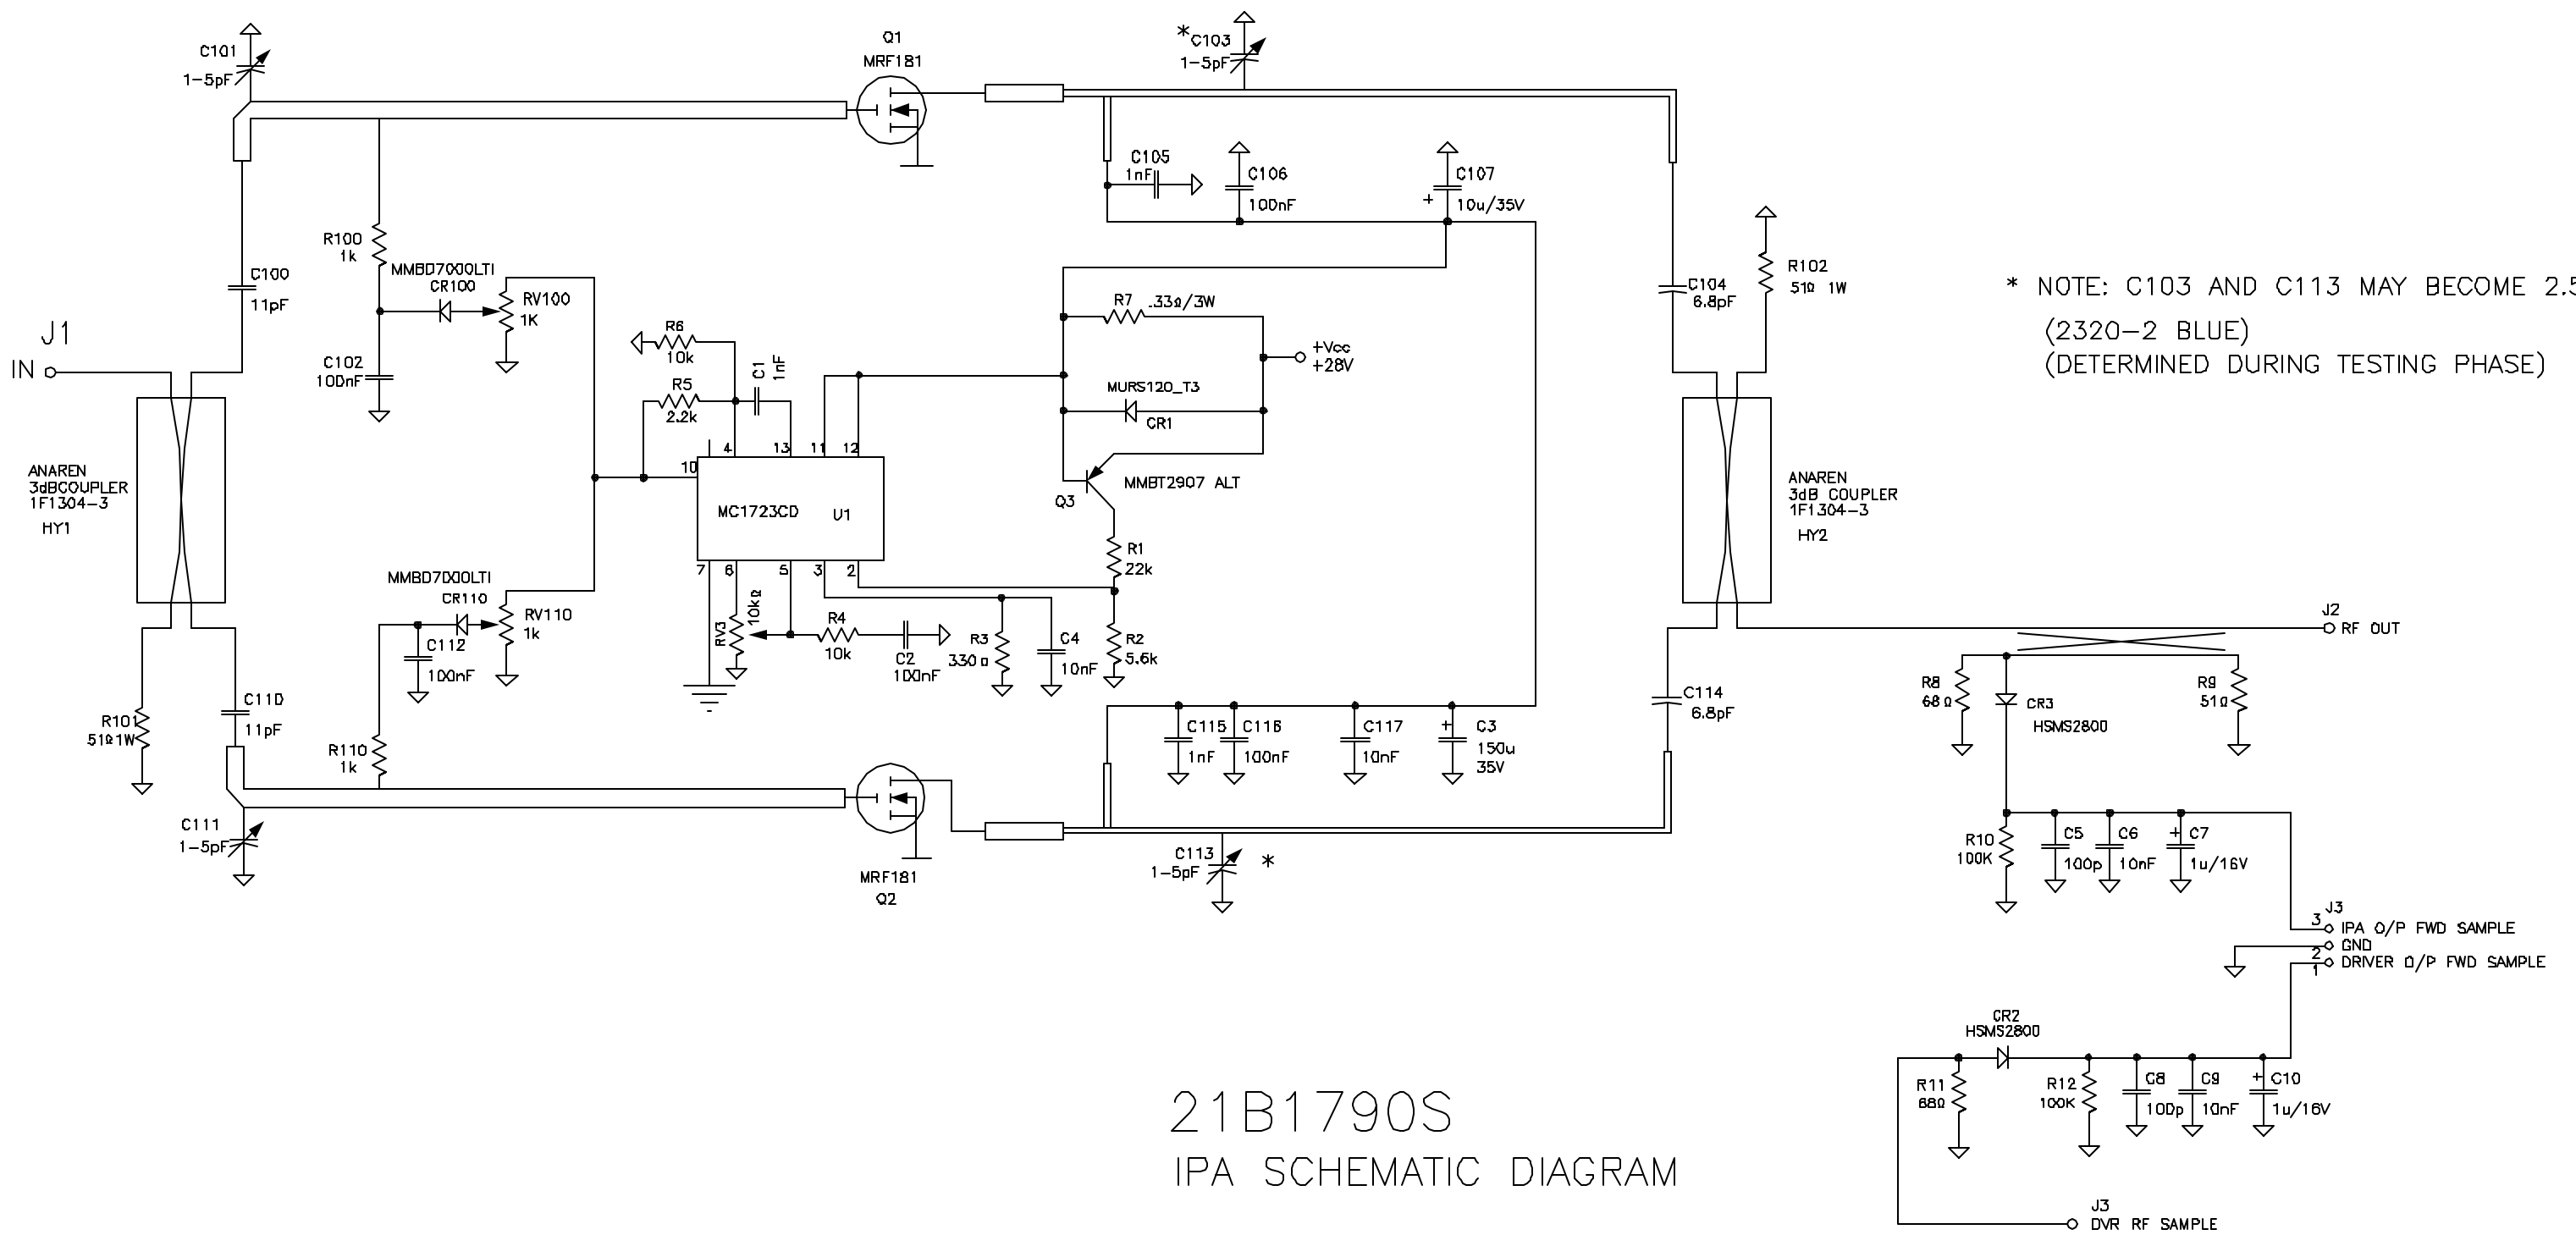 C101
1-5pF
Q1
MRF181
*C103
1-5pF
C105
1nF
C106
100nF
C107
+
10u/35V
R100
1k
MMBD7000LTI
CR100
RV100
1K
C100
11pF
C102
100nF
J1
IN
R6
10k
R5
2.2k
C1
1nF
R7 .33Ω/3W
+Vcc
+28V
MURS120_T3
CR1
C104
6.8pF
R102
51Ω 1W
* NOTE: C103 AND C113 MAY BECOME 2.5
(2320-2 BLUE)
(DETERMINED DURING TESTING PHASE)
4 13 11 12
10
MC1723CD U1
7 6 5 3 2
Q3
MMBT2907 ALT
ANAREN
3dBCOUPLER
1F1304-3
HY1
ANAREN
3dB COUPLER
1F1304-3
HY2
R1
22k
MMBD7000LTI
CR110
RV110
1k
C112
100nF
RV3
10kΩ
R4
10k
C2
100nF
R3
330Ω
C4
10nF
R2
5.6k
J2
RF OUT
R101
51Ω1W
C110
11pF
R110
1k
C115
1nF
C116
100nF
C117
10nF
+ C3
150u
35V
C114
6.8pF
R8
68Ω
CR3
HSMS2800
R9
51Ω
C111
1-5pF
MRF181
Q2
C113
1-5pF
*
R10
100K
C5
100p
C6
10nF
+ C7
1u/16V
J3
3 IPA O/P FWD SAMPLE
GND
2
DRIVER O/P FWD SAMPLE
1
CR2
HSMS2800
R11
68Ω
R12
100K
C8
100p
C9
10nF
+ C10
1u/16V
21B1790S
IPA SCHEMATIC DIAGRAM
J3
DVR RF SAMPLE